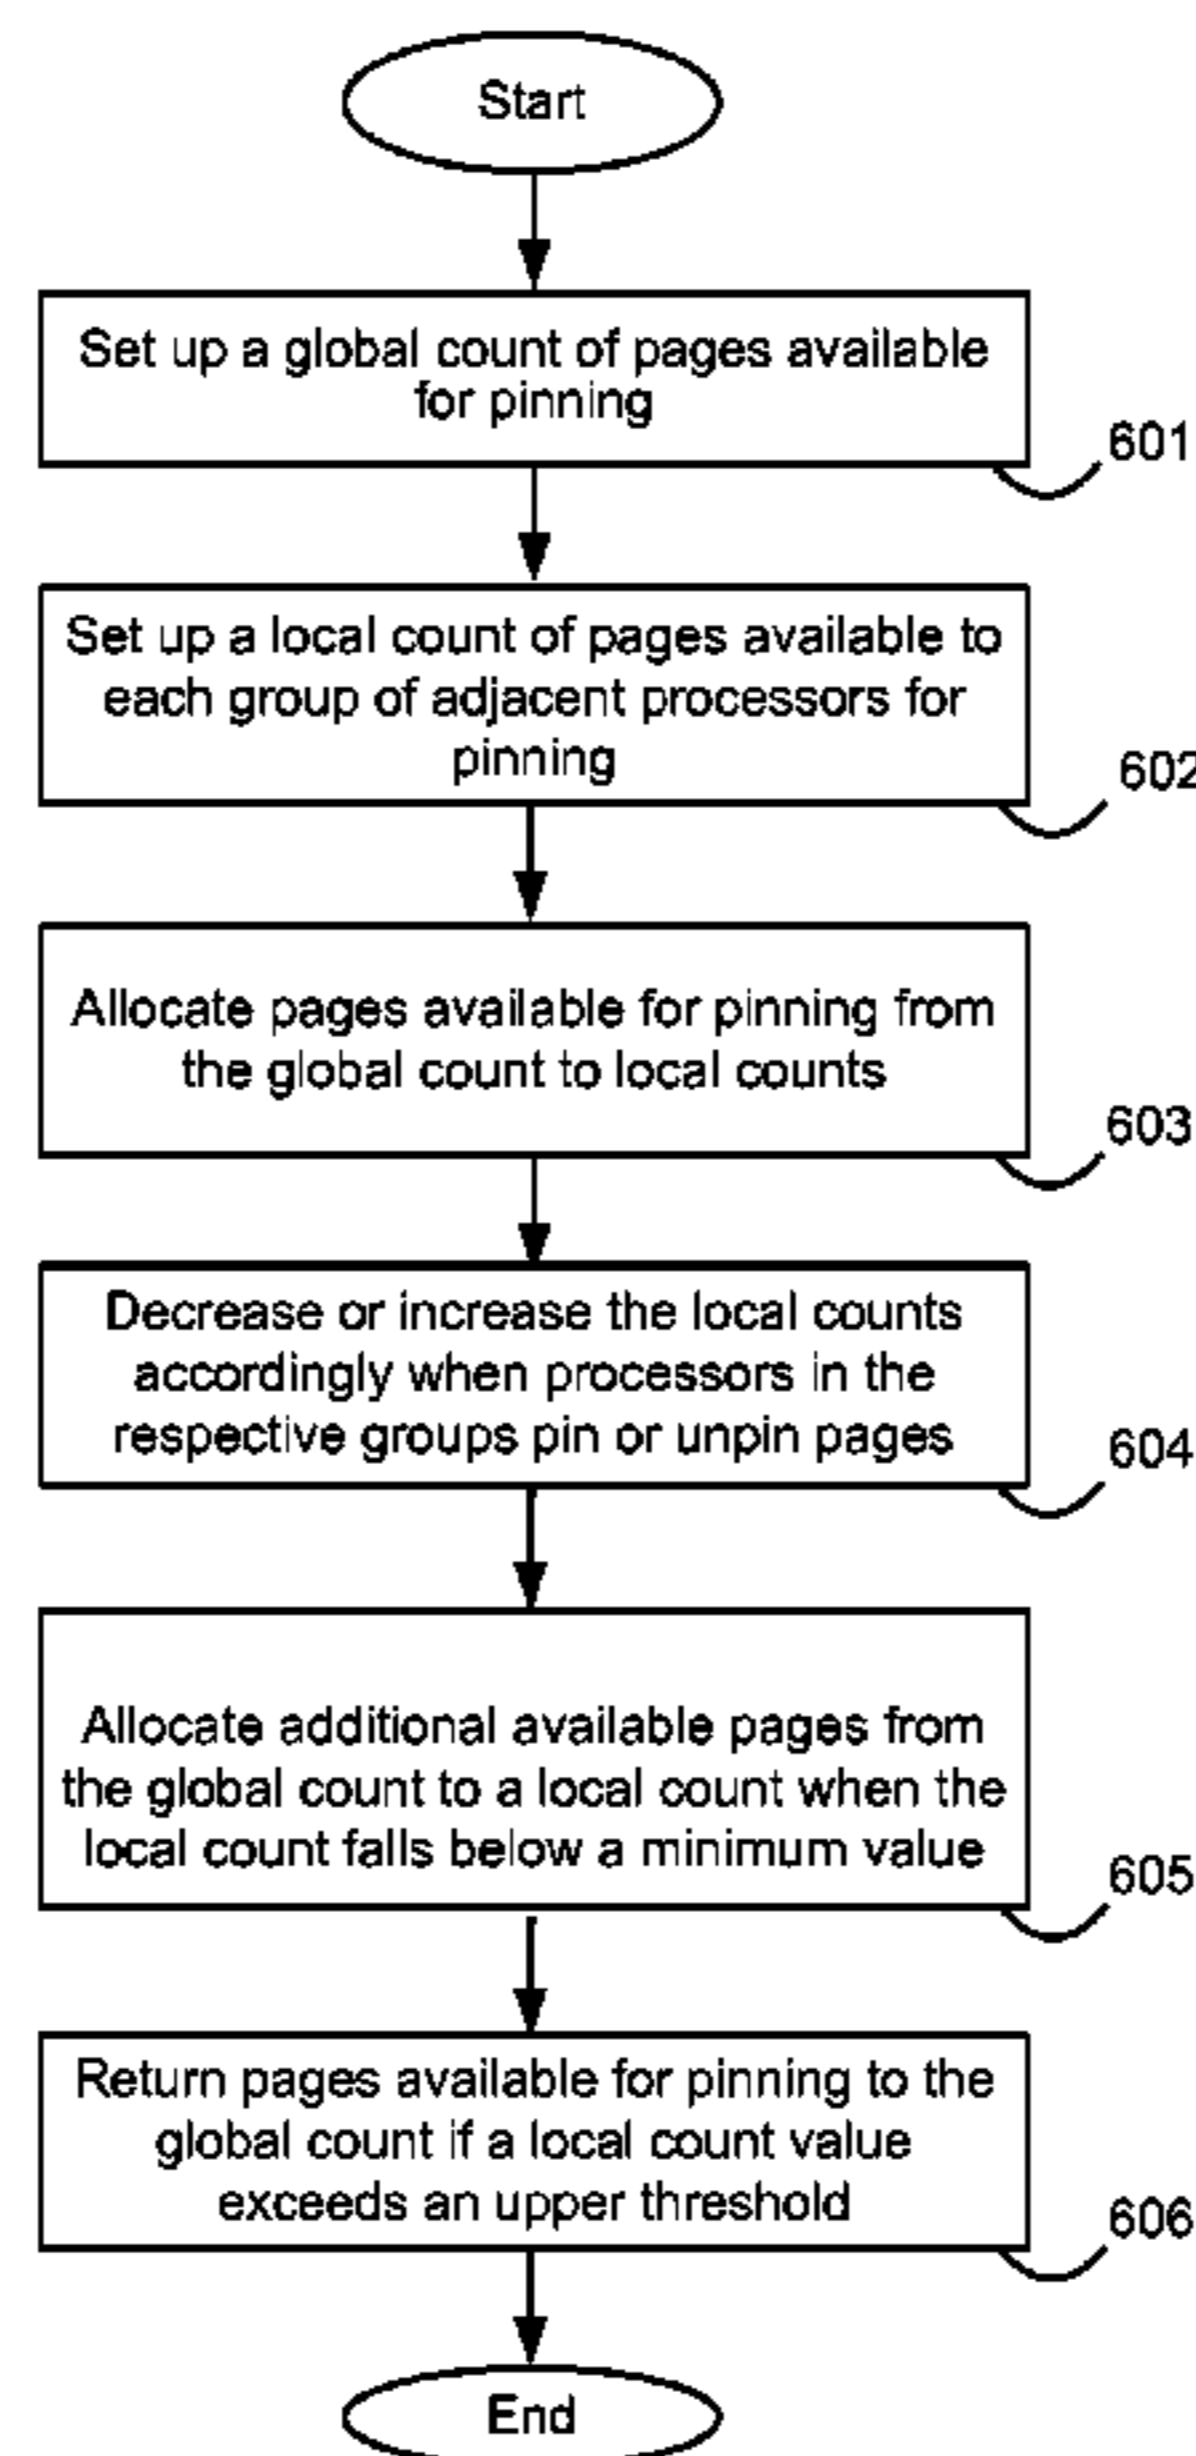 Start
Set up a global count of pages available
for pinning
601
Set up a local count of pages available to
each group of adjacent processors for
pinning
602
Allocate pages available for pinning from
the global count to local counts
603
Decrease or increase the local counts
accordingly when processors in the
respective groups pin or unpin pages
604
Allocate additional available pages from
the global count to a local count when the
local count falls below a minimum value
605
Return pages available for pinning to the
global count if a local count value
exceeds an upper threshold
606
End